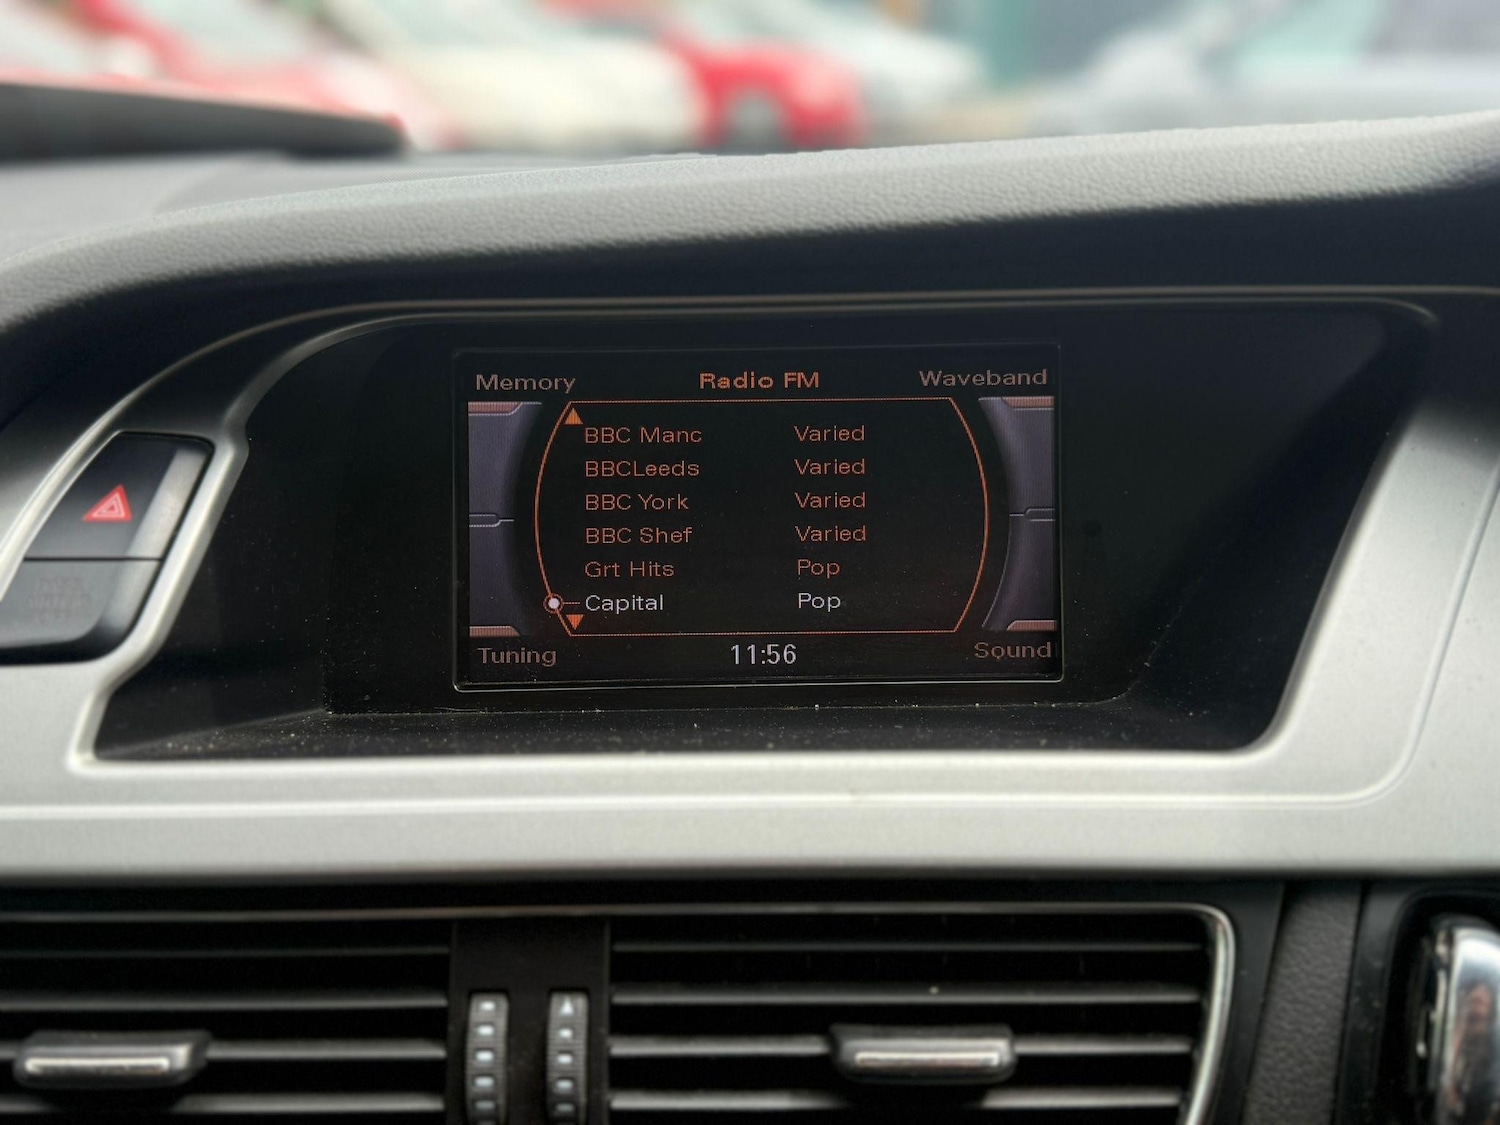 Memory Radio FM Waveband
BBC Manc Varied
BBCLeeds Varied
BBC York Varied
BBC Shef Varied
Grt Hits Pop
Capital Pop
Tuning 11:56 Sound